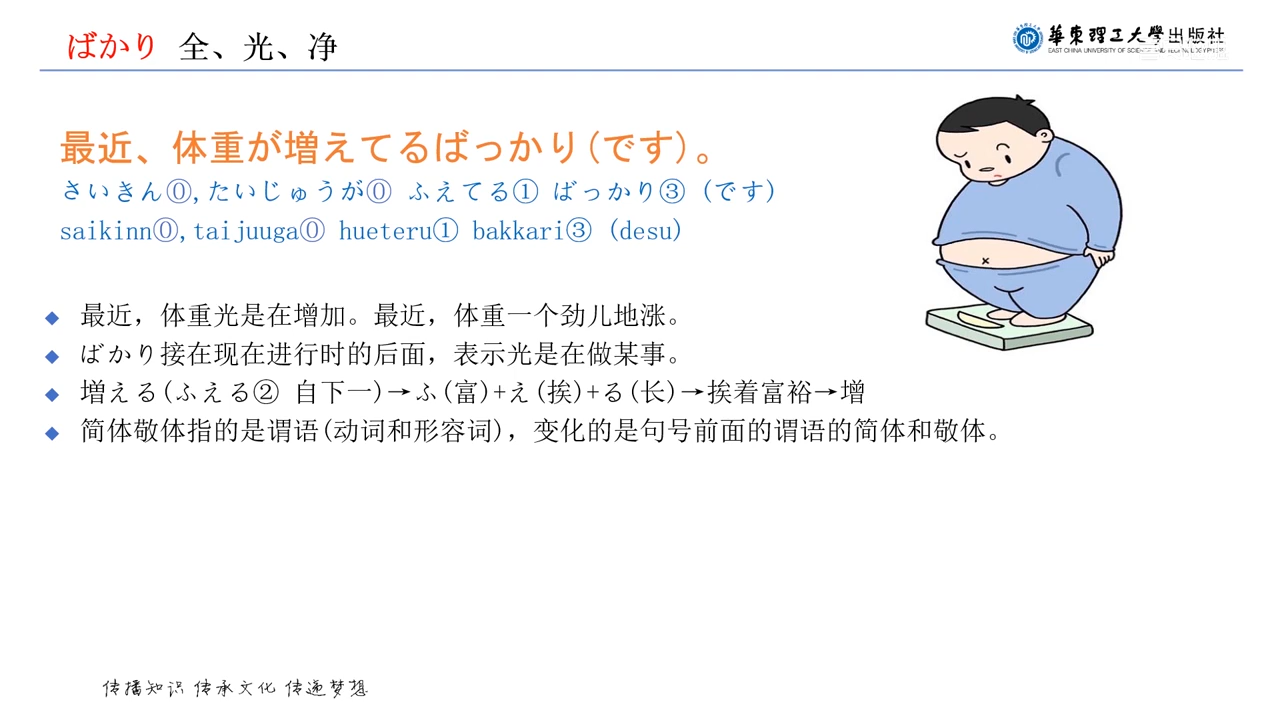 ばかり 全、光、净
華東理工大學出版社
EAST CHINA UNIVERSITY OF SCIENCE AND TECHNOLOGY
最近、体重が増えてるばっかり(です)。
さいきん⓪,たいじゅうが⓪ ふえてる① ばっかり③ (です)
saikinn⓪,taijuuga⓪ hueteru① bakkari③ (desu)
◆ 最近，体重光是在增加。最近，体重一个劲儿地涨。
◆ ばかり接在现在进行时的后面，表示光是在做某事。
◆ 増える(ふえる② 自下一)→ふ(富)+え(挨)+る(长)→挨着富裕→增
◆ 简体敬体指的是谓语(动词和形容词)，变化的是句号前面的谓语的简体和敬体。
传播知识 传承文化 传递梦想